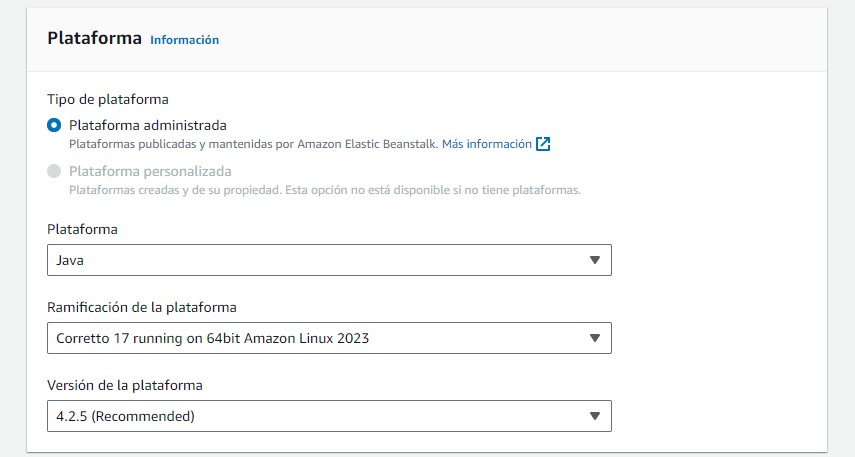 Plataforma Información
Tipo de plataforma
Plataforma administrada
Plataformas publicadas y mantenidas por Amazon Elastic Beanstalk. Más información
Plataforma personalizada
Plataformas creadas y de su propiedad. Esta opción no está disponible si no tiene plataformas.
Plataforma
Java
Ramificación de la plataforma
Corretto 17 running on 64bit Amazon Linux 2023
Versión de la plataforma
4.2.5 (Recommended)